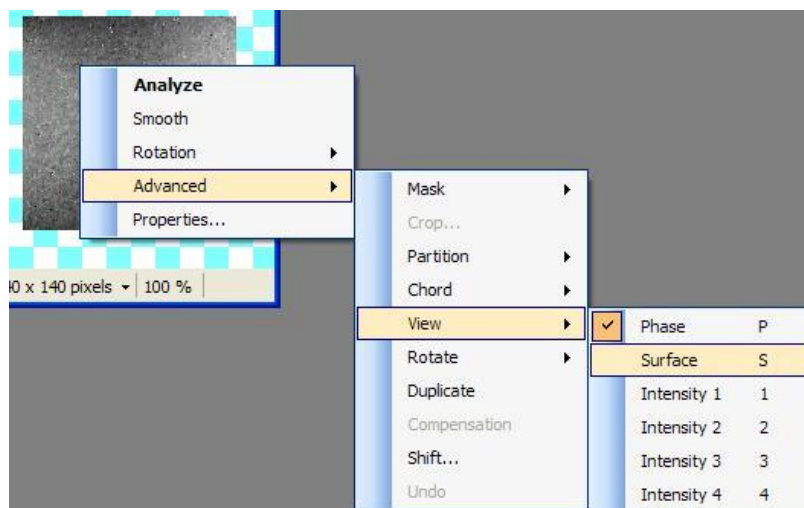 Analyze
Smooth
Rotation
Advanced
Properties...
0 x 140 pixels 100 %
Mask
Crop...
Partition
Chord
View
Rotate
Duplicate
Compensation
Shift...
Undo
Phase P
Surface S
Intensity 1 1
Intensity 2 2
Intensity 3 3
Intensity 4 4